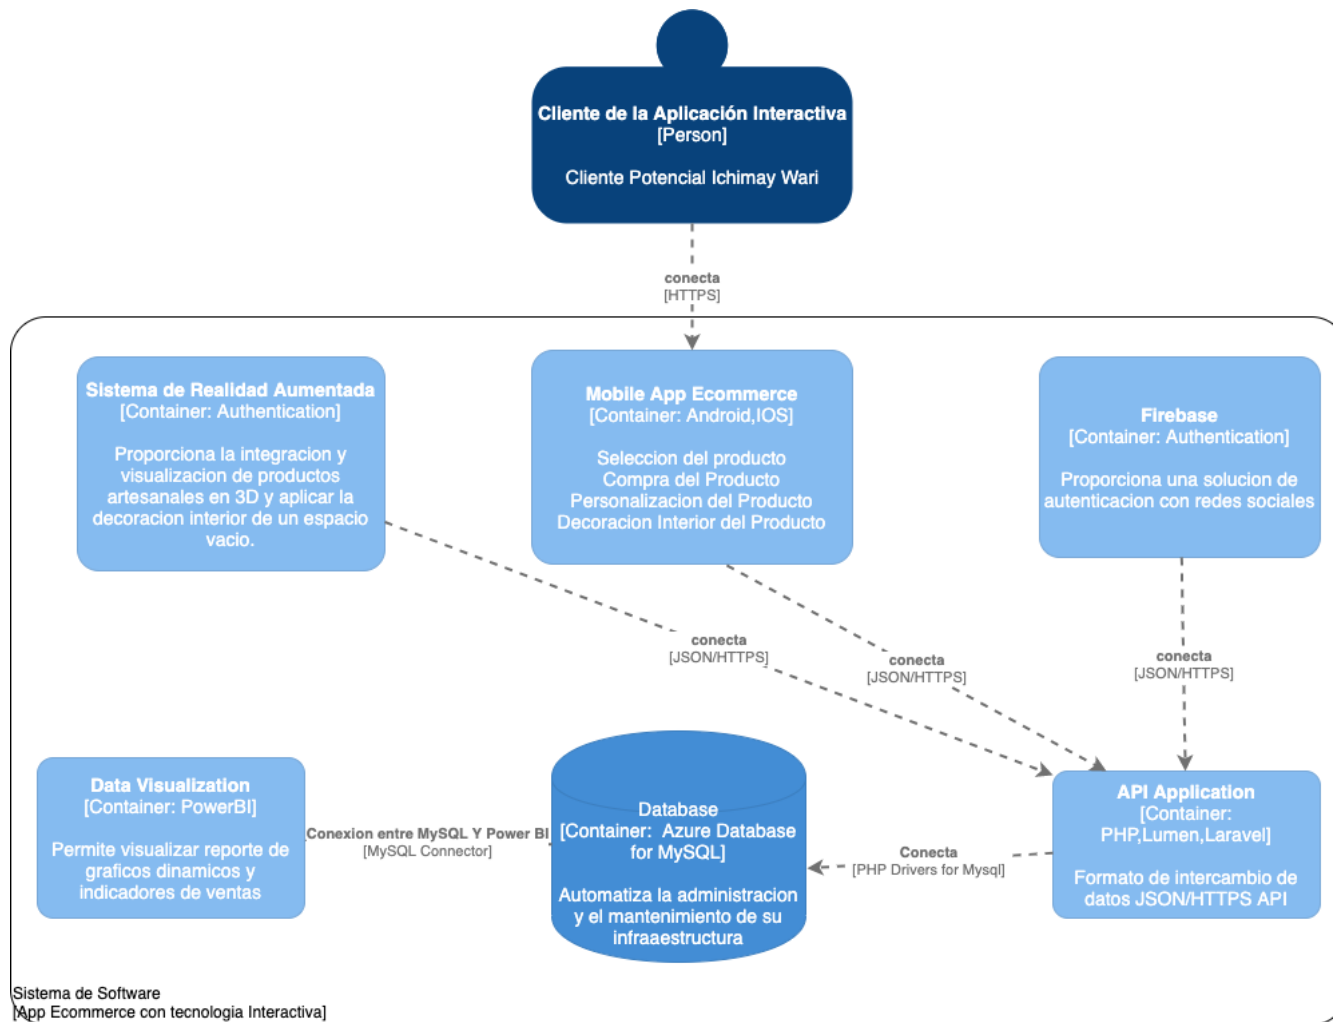 Cliente de la Aplicación Interactiva
[Person]
Cliente Potencial Ichimay Wari
conecta
[HTTPS]
Sistema de Realidad Aumentada
[Container: Authentication]
Proporciona la integracion y
visualizacion de productos
artesanales en 3D y aplicar la
decoracion interior de un espacio
vacio.
Mobile App Ecommerce
[Container: Android,IOS]
Seleccion del producto
Compra del Producto
Personalizacion del Producto
Decoracion Interior del Producto
Firebase
[Container: Authentication]
Proporciona una solucion de
autenticacion con redes sociales
conecta
[JSON/HTTPS]
conecta
[JSON/HTTPS]
conecta
[JSON/HTTPS]
Data Visualization
[Container: PowerBI]
Permite visualizar reporte de
graficos dinamicos y
indicadores de ventas
Conexion entre MySQL Y Power BI
[MySQL Connector]
Database
[Container:  Azure Database
for MySQL]
Automatiza la administracion
y el mantenimiento de su
infraaestructura
Conecta
[PHP Drivers for Mysql]
API Application
[Container:
PHP,Lumen,Laravel]
Formato de intercambio de
datos JSON/HTTPS API
Sistema de Software
[App Ecommerce con tecnologia Interactiva]